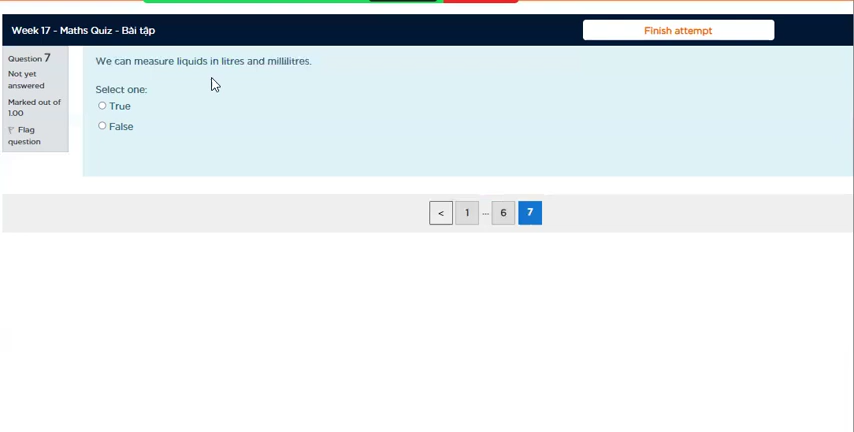 Week 17 - Maths Quiz - Bài tập
Finish attempt
Question 7
Not yet
answered
Marked out of
1.00
Flag
question
We can measure liquids in litres and millilitres.
Select one:
True
False
< 1 ... 6 7